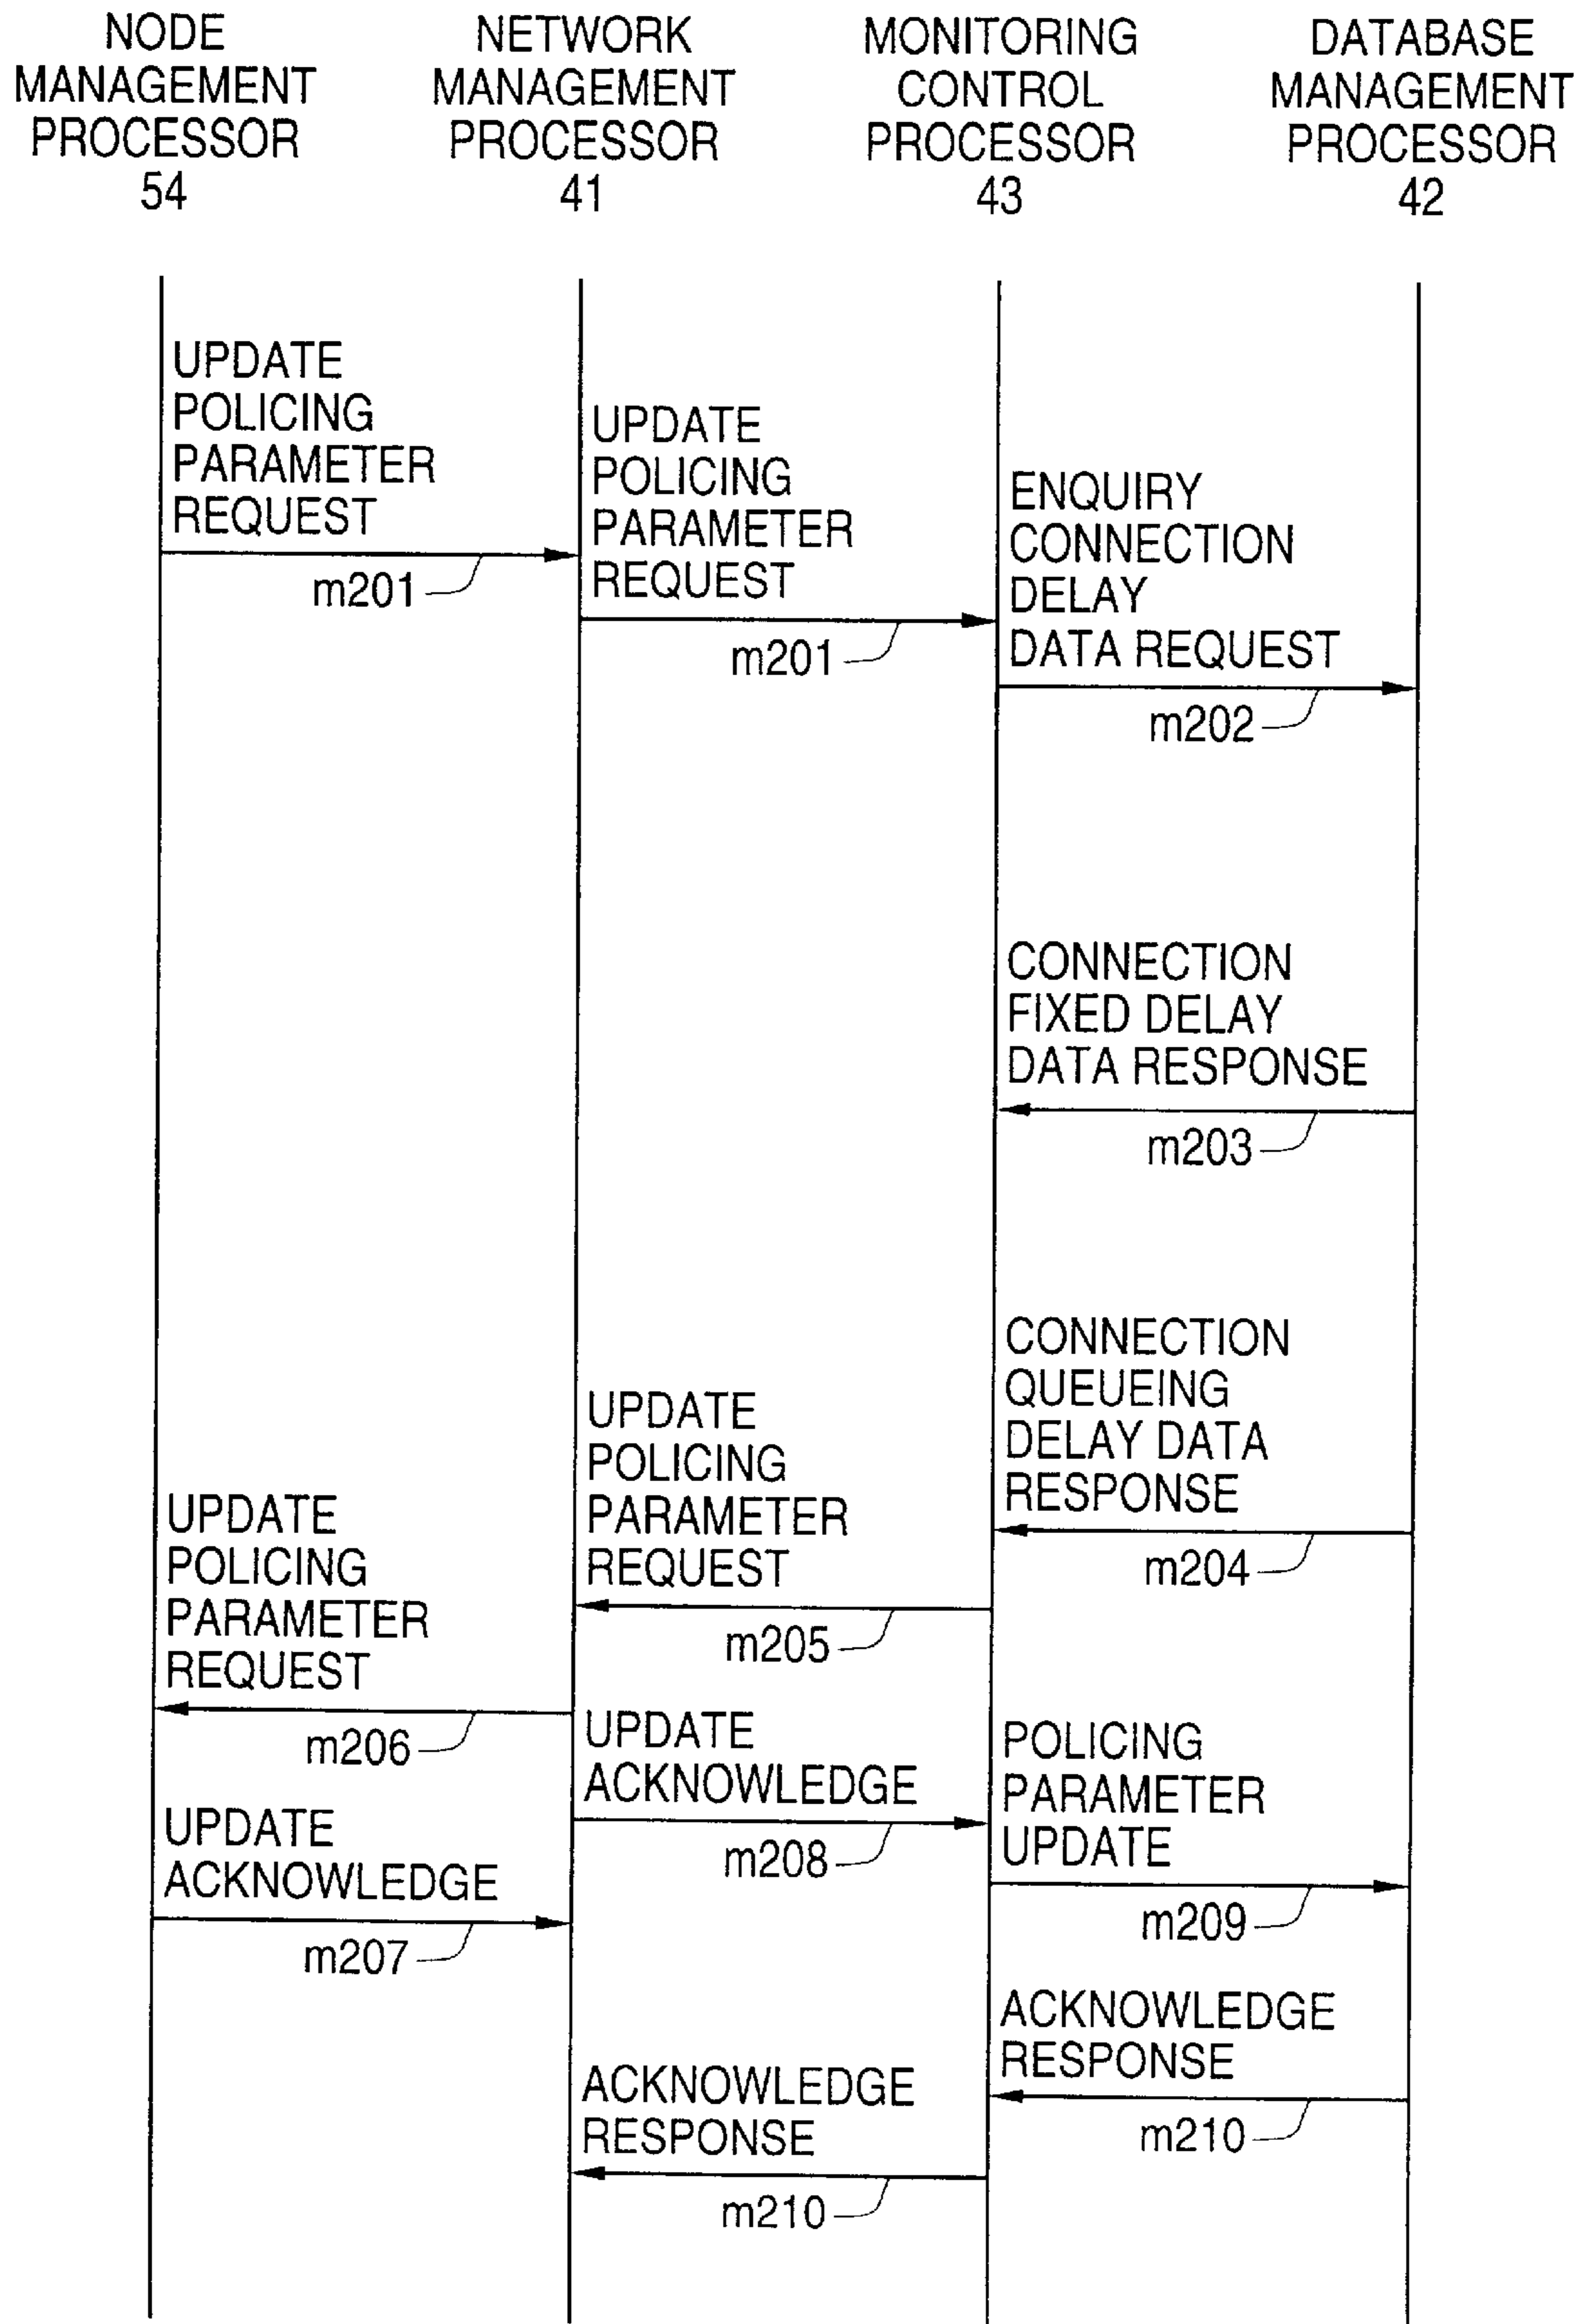 NODE
MANAGEMENT
PROCESSOR
54
NETWORK
MANAGEMENT
PROCESSOR
41
MONITORING
CONTROL
PROCESSOR
43
DATABASE
MANAGEMENT
PROCESSOR
42
UPDATE
POLICING
PARAMETER
REQUEST
m201
UPDATE
POLICING
PARAMETER
REQUEST
m201
ENQUIRY
CONNECTION
DELAY
DATA REQUEST
m202
CONNECTION
FIXED DELAY
DATA RESPONSE
m203
CONNECTION
QUEUEING
DELAY DATA
RESPONSE
m204
UPDATE
POLICING
PARAMETER
REQUEST
m205
UPDATE
POLICING
PARAMETER
REQUEST
m206
UPDATE
ACKNOWLEDGE
m208
POLICING
PARAMETER
UPDATE
m209
UPDATE
ACKNOWLEDGE
m207
ACKNOWLEDGE
RESPONSE
m210
ACKNOWLEDGE
RESPONSE
m210